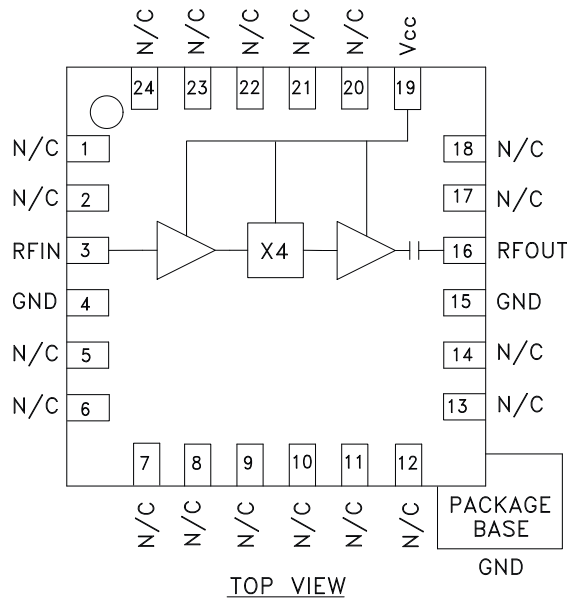 N/C N/C N/C N/C N/C Vcc
24 23 22 21 20 19
N/C 1 18 N/C
N/C 2 17 N/C
RFIN 3 X4 16 RFOUT
GND 4 15 GND
N/C 5 14 N/C
N/C 6 13 N/C
7 8 9 10 11 12
N/C N/C N/C N/C N/C N/C
PACKAGE
BASE
GND
TOP VIEW